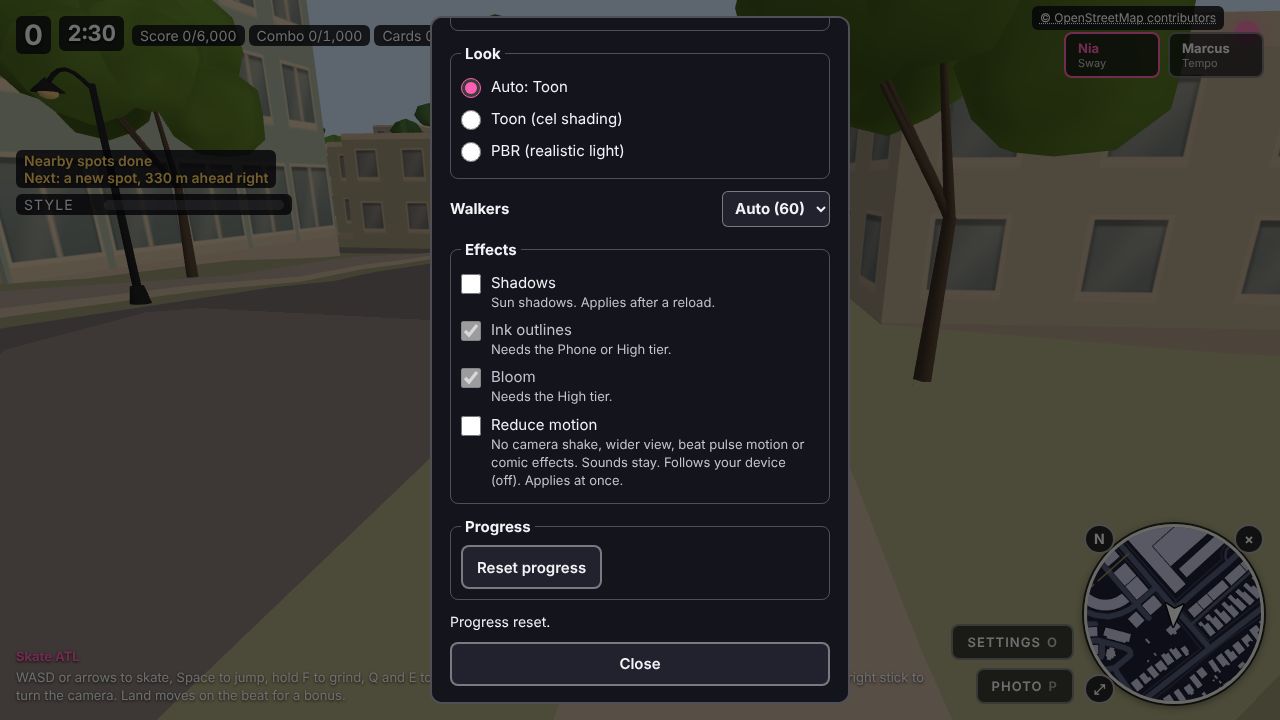 0
2:30
Score 0/6,000
Combo 0/1,000
Cards 0
© OpenStreetMap contributors
Nia
Sway
Marcus
Tempo
Nearby spots done
Next: a new spot, 330 m ahead right
STYLE
Look
Auto: Toon
Toon (cel shading)
PBR (realistic light)
Walkers
Auto (60)
Effects
Shadows
Sun shadows. Applies after a reload.
Ink outlines
Needs the Phone or High tier.
Bloom
Needs the High tier.
Reduce motion
No camera shake, wider view, beat pulse motion or
comic effects. Sounds stay. Follows your device
(off). Applies at once.
Progress
Reset progress
Progress reset.
Close
N
×
SETTINGS O
PHOTO P
Skate ATL
WASD or arrows to skate, Space to jump, hold F to grind, Q and E to right stick to
turn the camera. Land moves on the beat for a bonus.